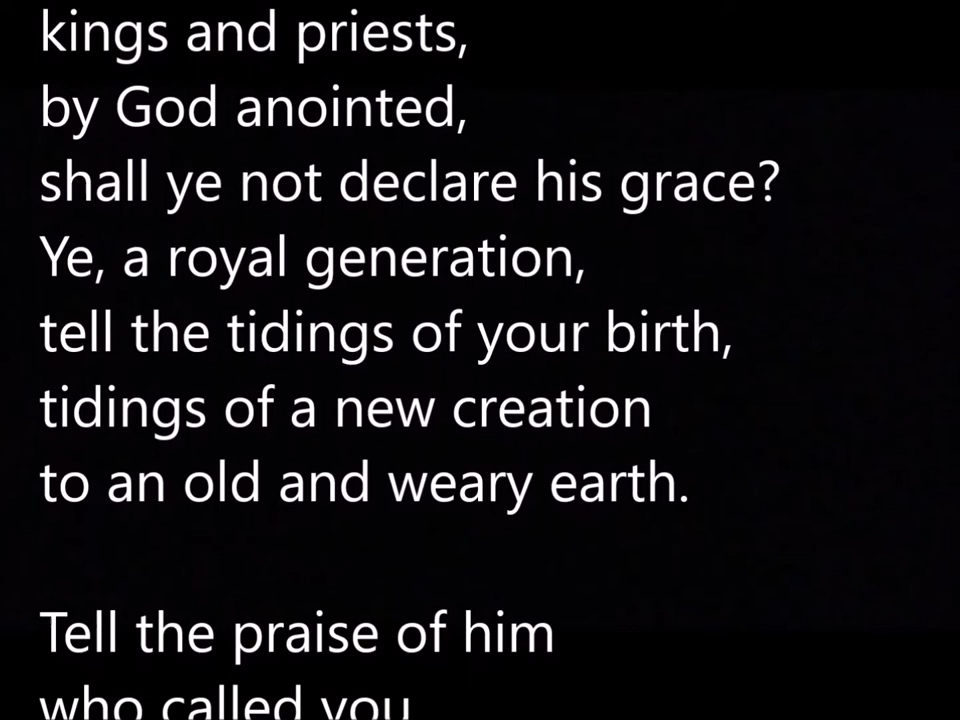 kings and priests,
by God anointed,
shall ye not declare his grace?
Ye, a royal generation,
tell the tidings of your birth,
tidings of a new creation
to an old and weary earth.
Tell the praise of him
who called you